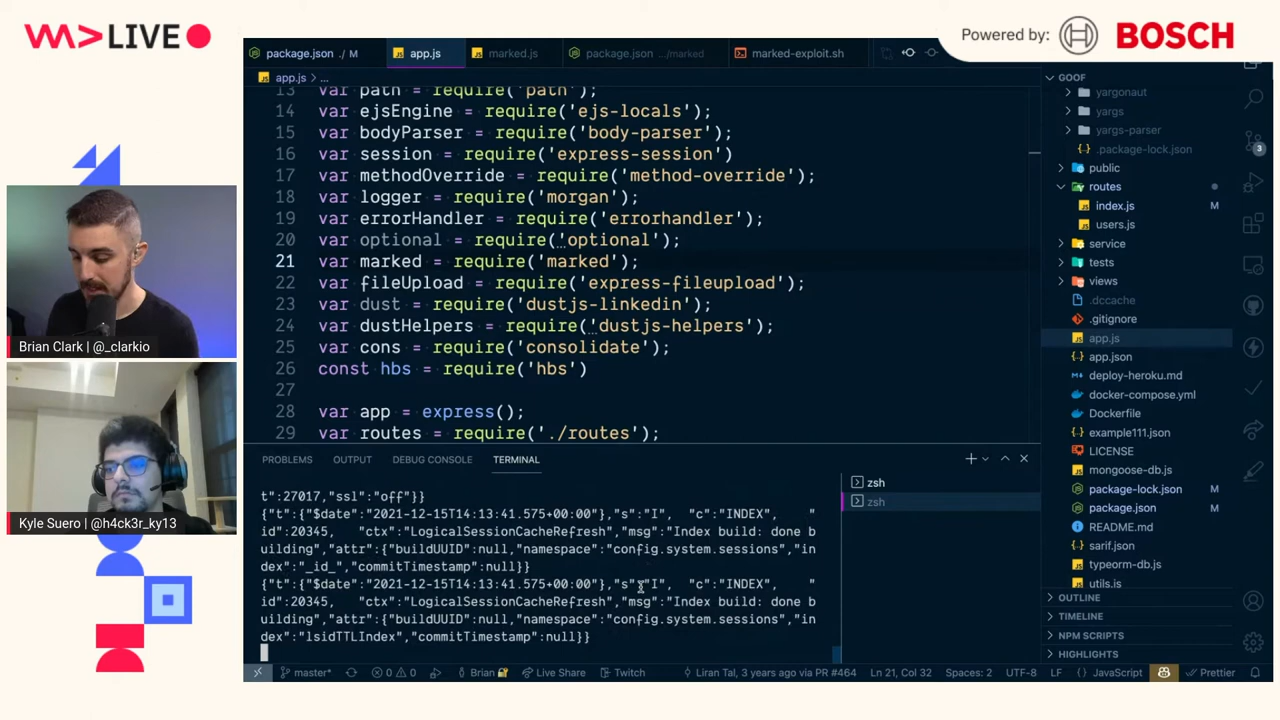 LIVE
Powered by: BOSCH
package.json ./ M
app.js
marked.js
package.json .../marked
marked-exploit.sh
app.js > ...
13 var path = require('path');
14 var ejsEngine = require('ejs-locals');
15 var bodyParser = require('body-parser');
16 var session = require('express-session')
17 var methodOverride = require('method-override');
18 var logger = require('morgan');
19 var errorHandler = require('errorhandler');
20 var optional = require('optional');
21 var marked = require('marked');
22 var fileUpload = require('express-fileupload');
23 var dust = require('dustjs-linkedin');
24 var dustHelpers = require('dustjs-helpers');
25 var cons = require('consolidate');
26 const hbs = require('hbs')
27
28 var app = express();
29 var routes = require('./routes');
PROBLEMS OUTPUT DEBUG CONSOLE TERMINAL
t":27017,"ssl":"off"}}
{"t":{"$date":"2021-12-15T14:13:41.575+00:00"},"s":"I", "c":"INDEX", "
id":20345, "ctx":"LogicalSessionCacheRefresh","msg":"Index build: done b
uilding","attr":{"buildUUID":null,"namespace":"config.system.sessions","in
dex":"_id_","commitTimestamp":null}}
{"t":{"$date":"2021-12-15T14:13:41.575+00:00"},"s":"I", "c":"INDEX", "
id":20345, "ctx":"LogicalSessionCacheRefresh","msg":"Index build: done b
uilding","attr":{"buildUUID":null,"namespace":"config.system.sessions","in
dex":"lsidTTLIndex","commitTimestamp":null}}
zsh
zsh
GOOF
yargonaut
yargs
yargs-parser
{} .package-lock.json
public
routes
index.js M
users.js
service
tests
views
.dccache
.gitignore
app.js
{} app.json
deploy-heroku.md
docker-compose.yml
Dockerfile
{} example111.json
LICENSE
mongoose-db.js
package-lock.json M
package.json M
README.md
{} sarif.json
typeorm-db.js
utils.js
OUTLINE
TIMELINE
NPM SCRIPTS
HIGHLIGHTS
3
master* 0 0 Brian Live Share Twitch Liran Tal, 3 years ago via PR #464 Ln 21, Col 32 Spaces: 2 UTF-8 LF {} JavaScript Prettier
Brian Clark | @_clarkio
Kyle Suero | @h4ck3r_ky13